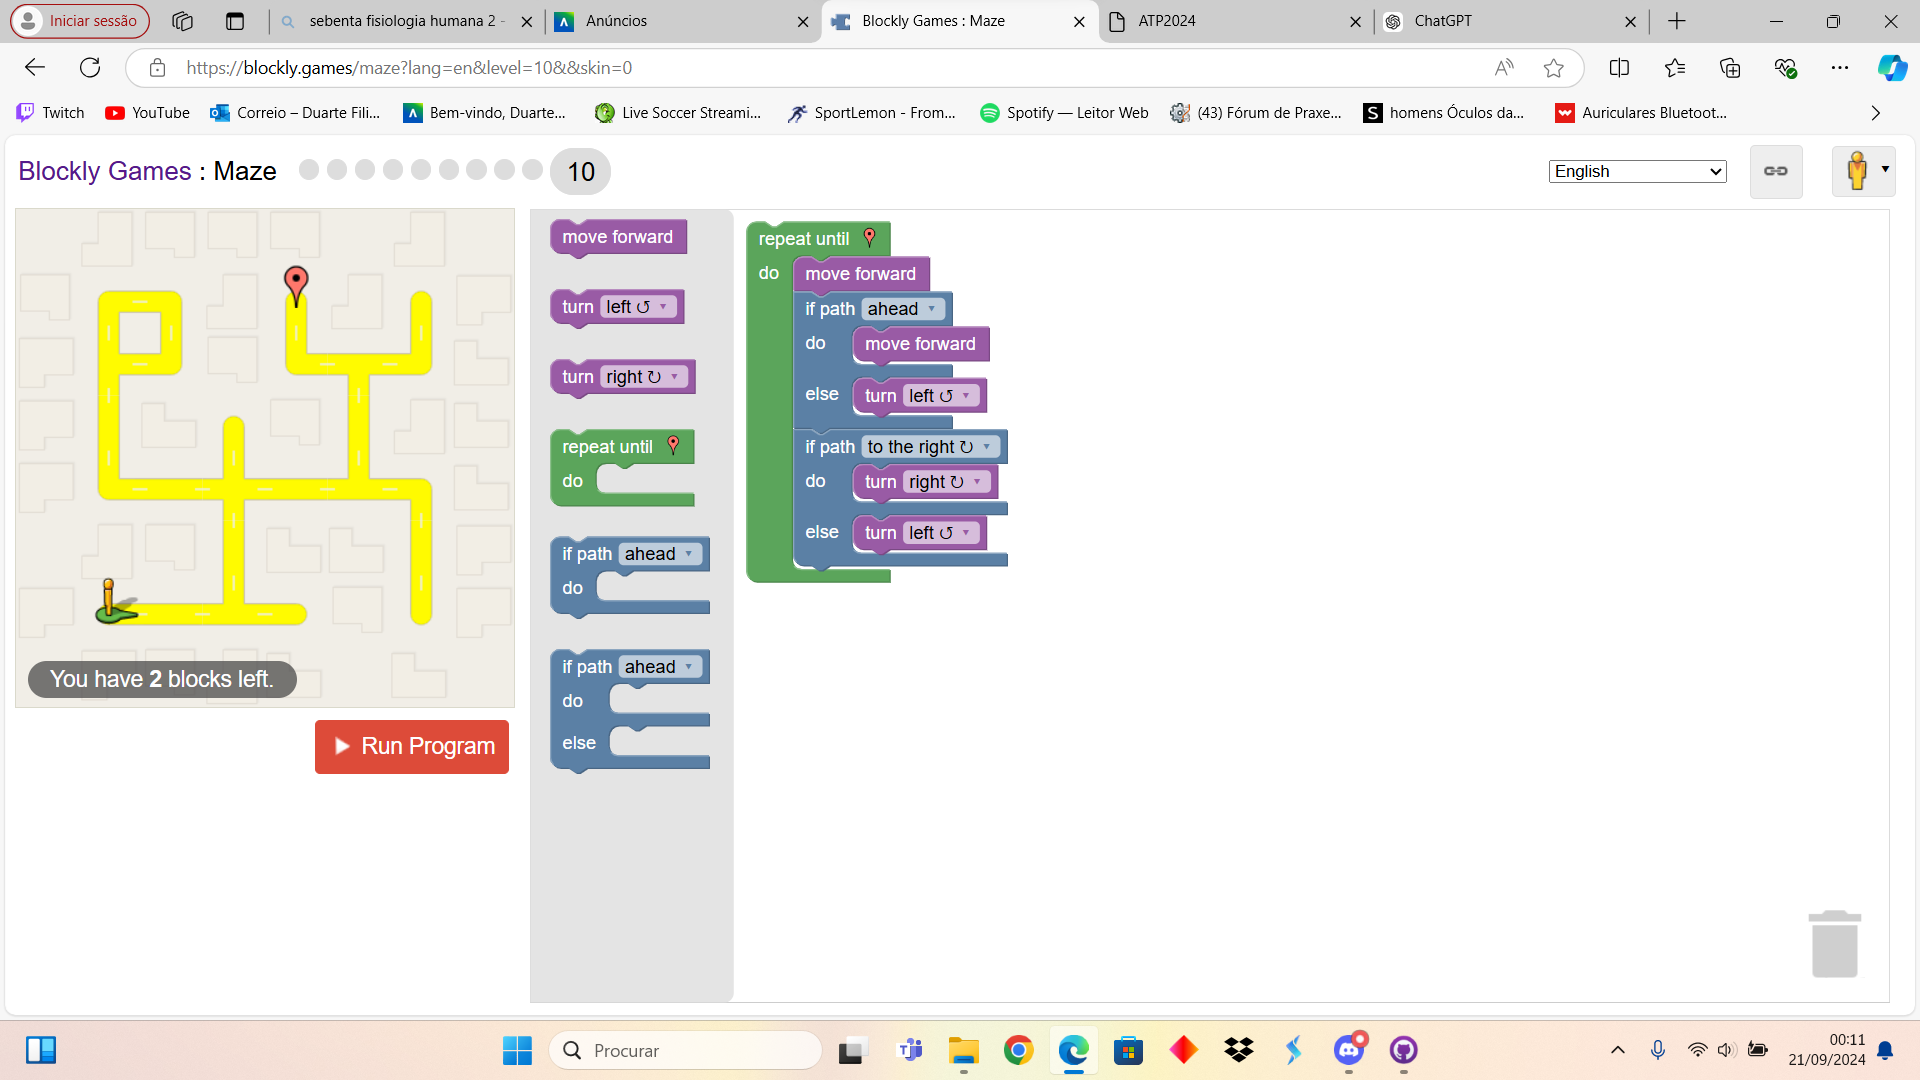 Iniciar sessão
sebenta fisiologia humana 2 -
Anúncios
Blockly Games : Maze
ATP2024
ChatGPT
https://blockly.games/maze?lang=en&level=10&&skin=0
Twitch
YouTube
Correio – Duarte Fili...
Bem-vindo, Duarte...
Live Soccer Streami...
SportLemon - From...
Spotify — Leitor Web
(43) Fórum de Praxe...
homens Óculos da...
Auriculares Bluetoot...
Blockly Games : Maze
10
English
You have 2 blocks left.
Run Program
move forward
turn left ↺
turn right ↻
repeat until
do
if path ahead
do
if path ahead
do
else
repeat until
do
move forward
if path ahead
do
move forward
else
turn left ↺
if path to the right ↻
do
turn right ↻
else
turn left ↺
Procurar
00:11
21/09/2024